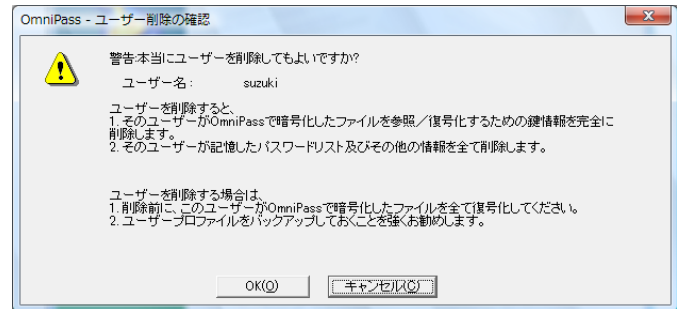 OmniPass - ユーザー削除の確認
警告:本当にユーザーを削除してもよいですか?
ユーザー名: suzuki
ユーザーを削除すると、
1. そのユーザーがOmniPassで暗号化したファイルを参照／復号化するための鍵情報を完全に
削除します。
2. そのユーザーが記憶したパスワードリスト及びその他の情報を全て削除します。
ユーザーを削除する場合は、
1. 削除前に、このユーザーがOmniPassで暗号化したファイルを全て復号化してください。
2. ユーザープロファイルをバックアップしておくことを強くお勧めします。
OK(O) キャンセル(C)